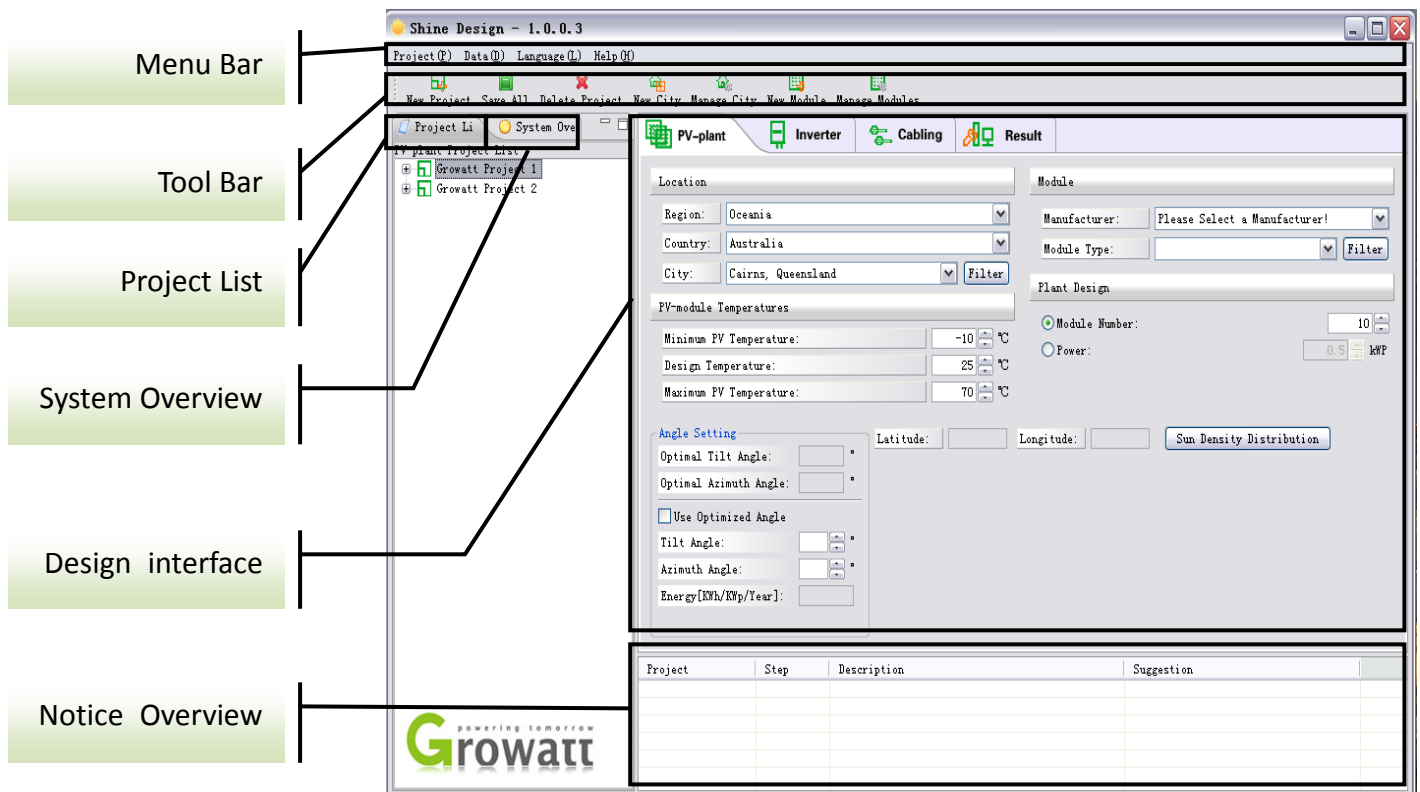 Shine Design - 1.0.0.3
Menu Bar
Project(P) Data(D) Language(L) Help(H)
New Project Save All Delete Project New City Manage City New Module Manage Modules
Tool Bar
Project Li System Ove
PV-plant Inverter Cabling Result
PV plant Project List
Growatt Project 1
Growatt Project 2
Project List
System Overview
Design interface
Notice Overview
Location
Region: Oceania
Country: Australia
City: Cairns, Queensland Filter
PV-module Temperatures
Minimum PV Temperature: -10 ℃
Design Temperature: 25 ℃
Maximum PV Temperature: 70 ℃
Module
Manufacturer: Please Select a Manufacturer!
Module Type: Filter
Plant Design
Module Number: 10
Power: 0.5 kWP
Angle Setting
Optimal Tilt Angle: °
Optimal Azimuth Angle: °
Use Optimized Angle
Tilt Angle: °
Azimuth Angle: °
Energy[KWh/KWp/Year]:
Latitude: Longitude: Sun Density Distribution
Project Step Description Suggestion
powering tomorrow
Growatt